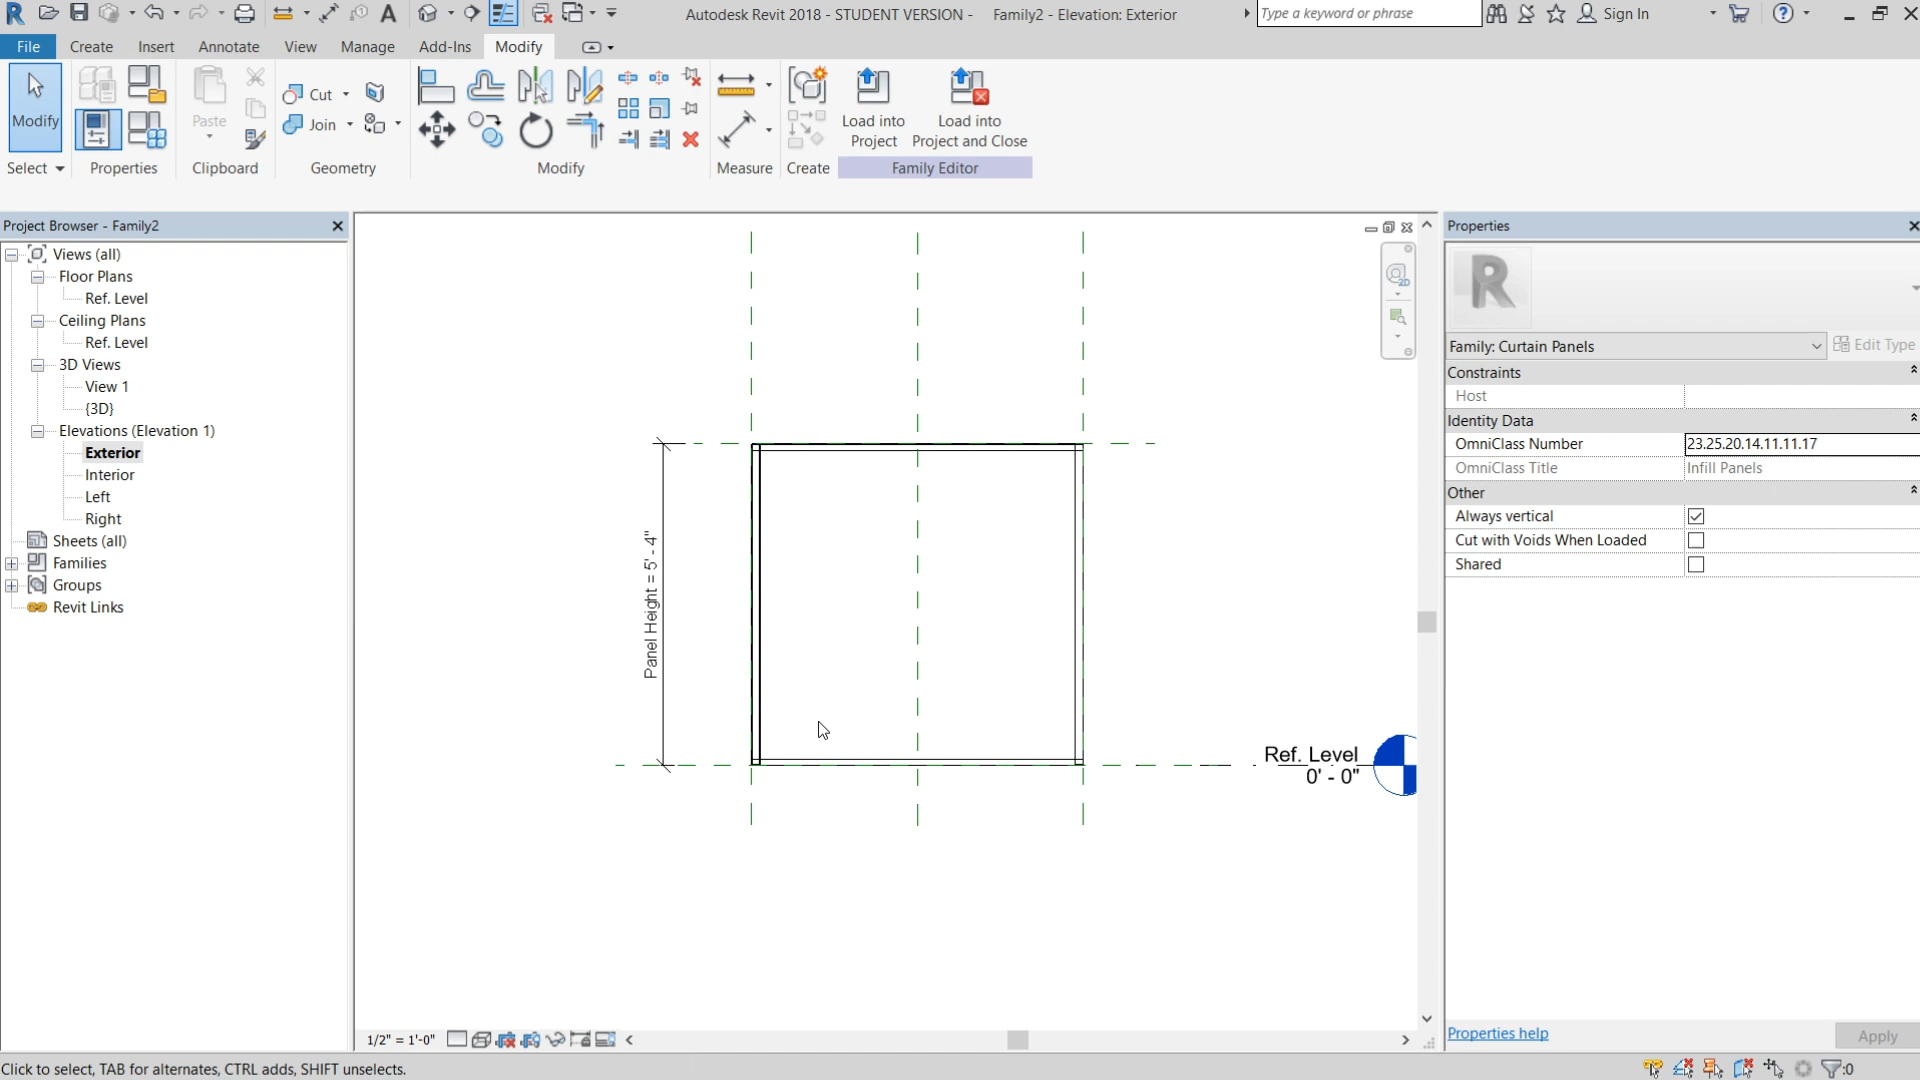 Autodesk Revit 2018 - STUDENT VERSION - Family2 - Elevation: Exterior
Type a keyword or phrase
Sign In
File Create Insert Annotate View Manage Add-Ins Modify
Modify
Paste
Cut
Join
Load into
Project
Load into
Project and Close
Select Properties Clipboard Geometry Modify Measure Create Family Editor
Project Browser - Family2
Views (all)
Floor Plans
Ref. Level
Ceiling Plans
Ref. Level
3D Views
View 1
{3D}
Elevations (Elevation 1)
Exterior
Interior
Left
Right
Sheets (all)
Families
Groups
Revit Links
2D
Panel Height = 5' - 4"
Ref. Level
0' - 0"
Properties
R
Family: Curtain Panels
Edit Type
Constraints
Host
Identity Data
OmniClass Number 23.25.20.14.11.11.17
OmniClass Title Infill Panels
Other
Always vertical
Cut with Voids When Loaded
Shared
Properties help
Apply
1/2" = 1'-0"
Click to select, TAB for alternates, CTRL adds, SHIFT unselects.
:0